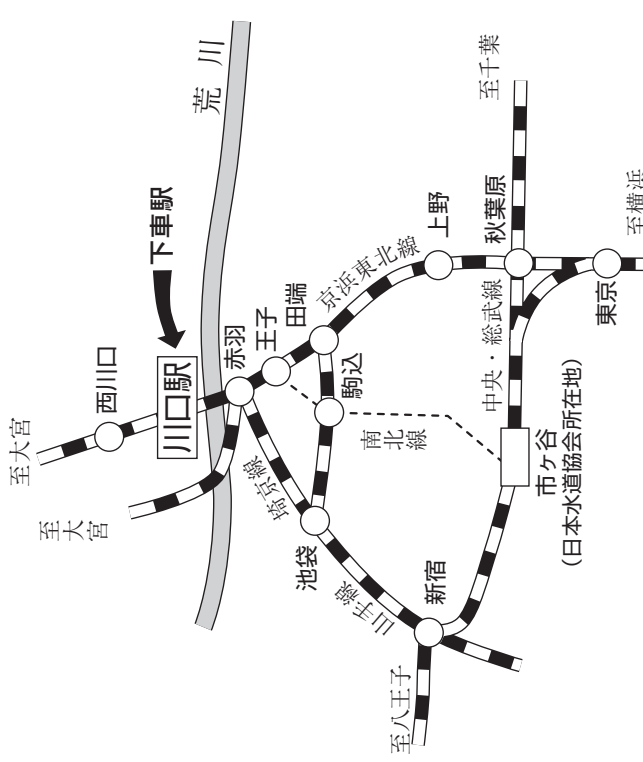 至大宮
西川口
下車駅
川口駅
荒川
至大
宮
赤羽
王子
田端
京浜東北線
上野
至千葉
秋葉原
埼京線
駒込
南北
線
中央・総武線
東京
至横浜
池袋
山手線
新宿
市ヶ谷
(日本水道協会所在地)
至八王子